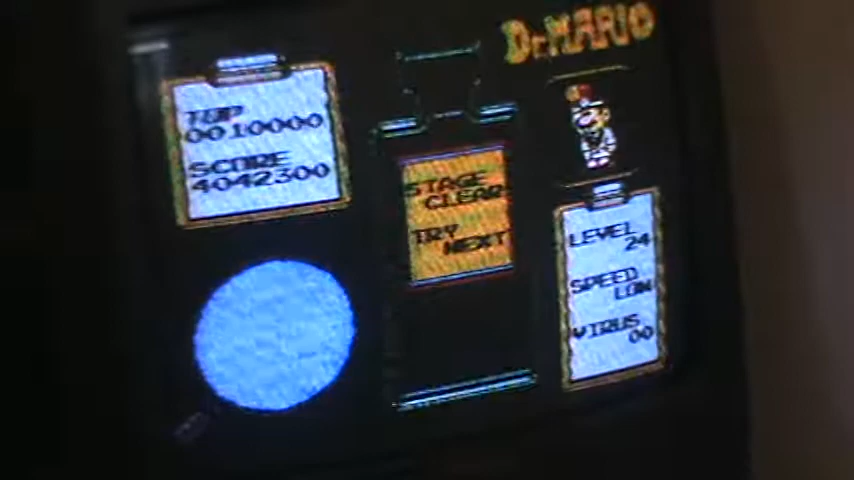 Dr. MARIO
TOP
0010000
SCORE
4042300
STAGE
CLEAR
TRY
NEXT
LEVEL
24
SPEED
LOW
VIRUS
00